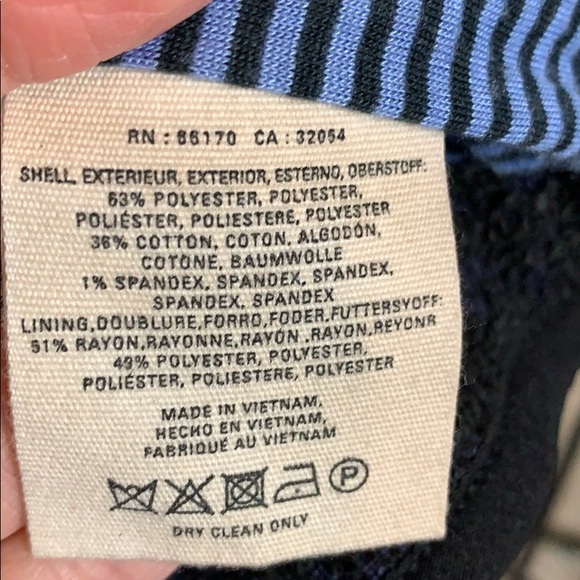 RN : 66170 CA : 32054
SHELL, EXTERIEUR, EXTERIOR, ESTERNO, OBERSTOFF:
63% POLYESTER, POLYESTER,
POLIÉSTER, POLIESTERE, POLYESTER
36% COTTON, COTON, ALGODÓN,
COTONE, BAUMWOLLE
1% SPANDEX, SPANDEX, SPANDEX,
SPANDEX, SPANDEX
LINING,DOUBLURE,FORRO,FODER,FUTTERSYOFF:
51% RAYON,RAYONNE,RAYÓN ,RAYON,REYONR
49% POLYESTER, POLYESTER,
POLIÉSTER, POLIESTERE, POLYESTER
MADE IN VIETNAM,
HECHO EN VIETNAM,
FABRIQUÉ AU VIETNAM
P
DRY CLEAN ONLY